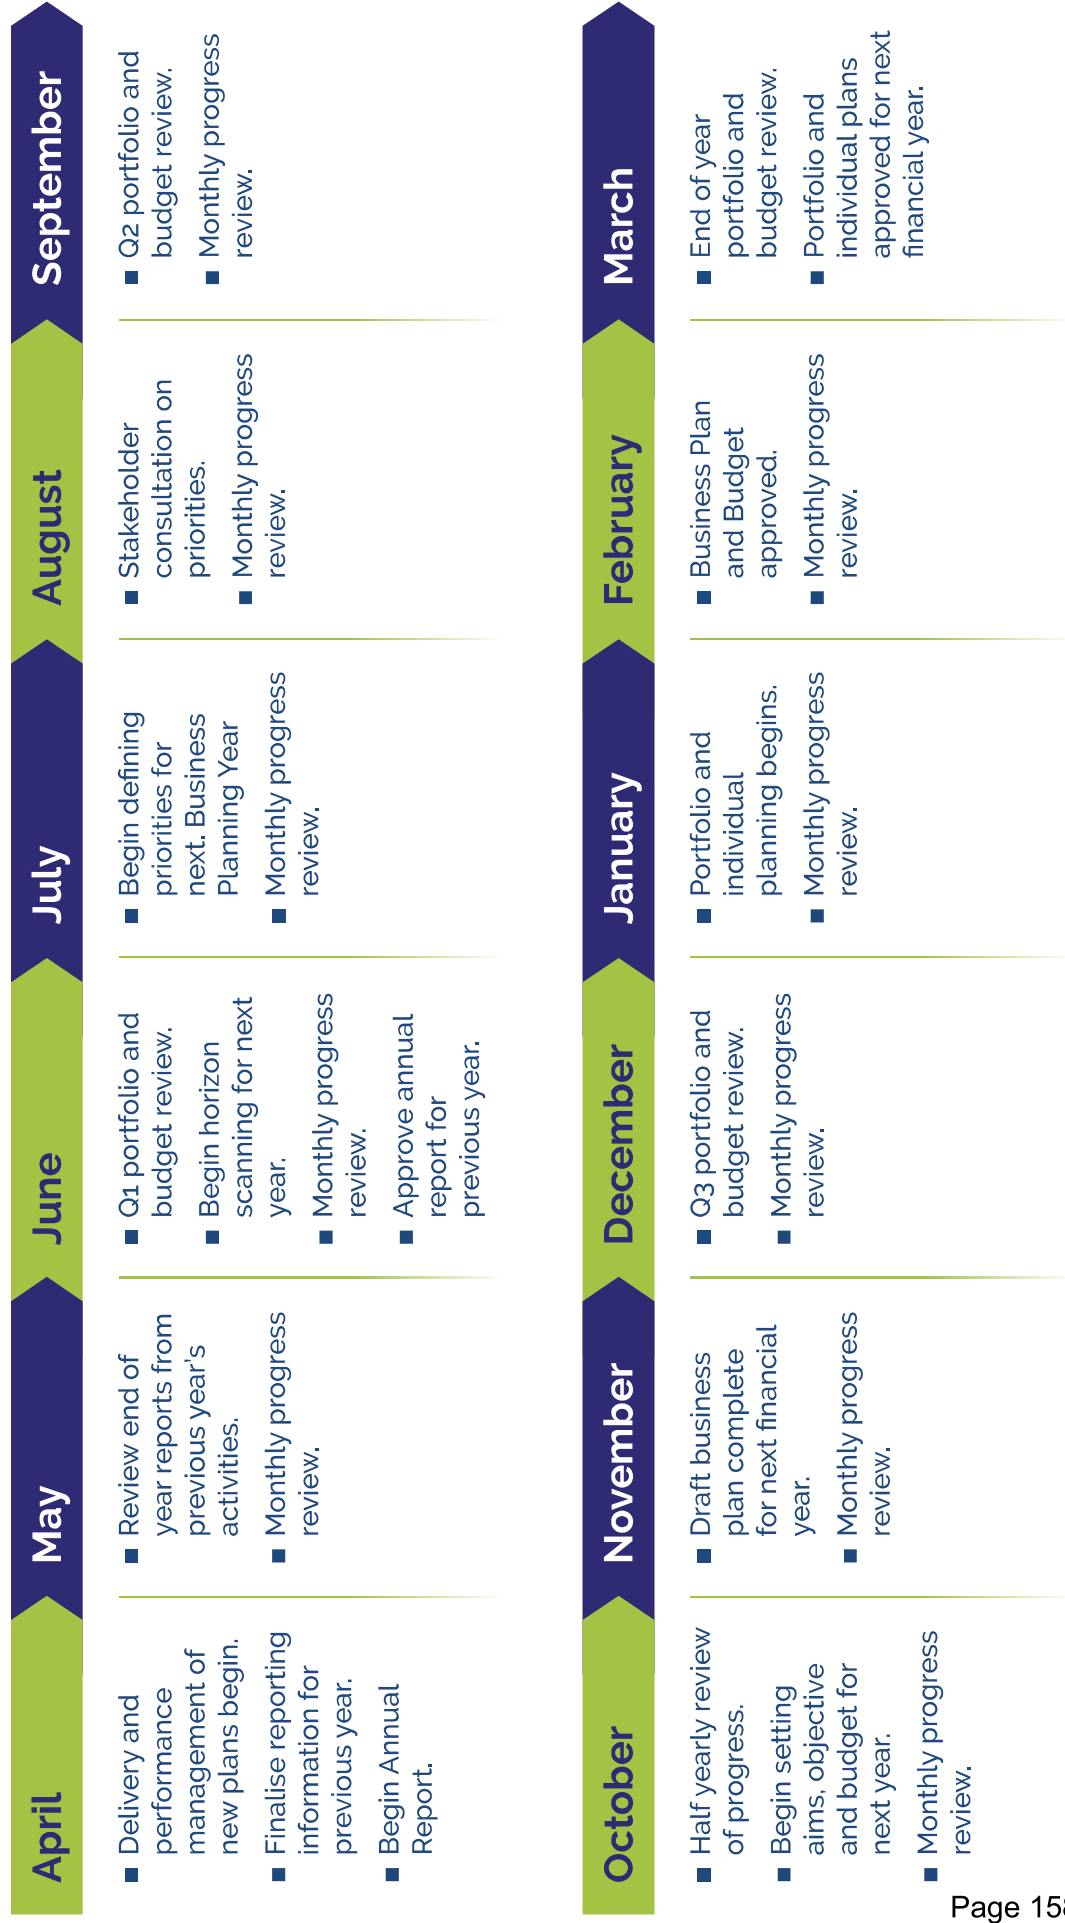 April
■ Delivery and
performance
management of
new plans begin.
■ Finalise reporting
information for
previous year.
■ Begin Annual
Report.
May
■ Review end of
year reports from
previous year’s
activities.
■ Monthly progress
review.
June
■ Q1 portfolio and
budget review.
■ Begin horizon
scanning for next
year.
■ Monthly progress
review.
■ Approve annual
report for
previous year.
July
■ Begin defining
priorities for
next. Business
Planning Year
■ Monthly progress
review.
August
■ Stakeholder
consultation on
priorities.
■ Monthly progress
review.
September
■ Q2 portfolio and
budget review.
■ Monthly progress
review.
October
■ Half yearly review
of progress.
■ Begin setting
aims, objective
and budget for
next year.
■ Monthly progress
review.
November
■ Draft business
plan complete
for next financial
year.
■ Monthly progress
review.
December
■ Q3 portfolio and
budget review.
■ Monthly progress
review.
January
■ Portfolio and
individual
planning begins.
■ Monthly progress
review.
February
■ Business Plan
and Budget
approved.
■ Monthly progress
review.
March
■ End of year
portfolio and
budget review.
■ Portfolio and
individual plans
approved for next
financial year.
Page 158